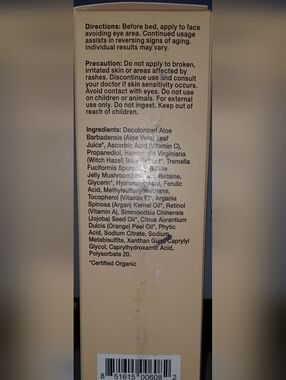 Directions: Before bed, apply to face
avoiding eye area. Continued usage
assists in reversing signs of aging.
Individual results may vary.
Precaution: Do not apply to broken,
irritated skin or areas affected by
rashes. Discontinue use and consult
your doctor if skin sensitivity occurs.
Avoid contact with eyes. Do not use
on children or animals. For external
use only. Do not ingest. Keep out of
reach of children.
Ingredients: Decolorized Aloe
Barbadensis (Aloe Vera) Leaf
Juice*, Ascorbic Acid (Vitamin C),
Propanediol, Virginiana
(Witch Hazel) Tremella
Fuciformis (White
Jelly Mushroom) Betaine,
Glycerin*, Hyaluronic Acid, Ferulic
Acid, Methylsulfonylmethane,
Tocopherol (Vitamin E)*, Argania
Spinosa (Argan) Kernel Oil*, Retinol
(Vitamin A), Simmondsia Chinensis
(Jojoba) Seed Oil*, Citrus Aurantium
Dulcis (Orange) Peel Oil*, Phytic
Acid, Sodium Citrate, Sodium
Metabisulfite, Xanthan Gum, Caprylyl
Glycol, Caprylhydroxamic Acid,
Polysorbate 20.
*Certified Organic
8 51615 00608 2